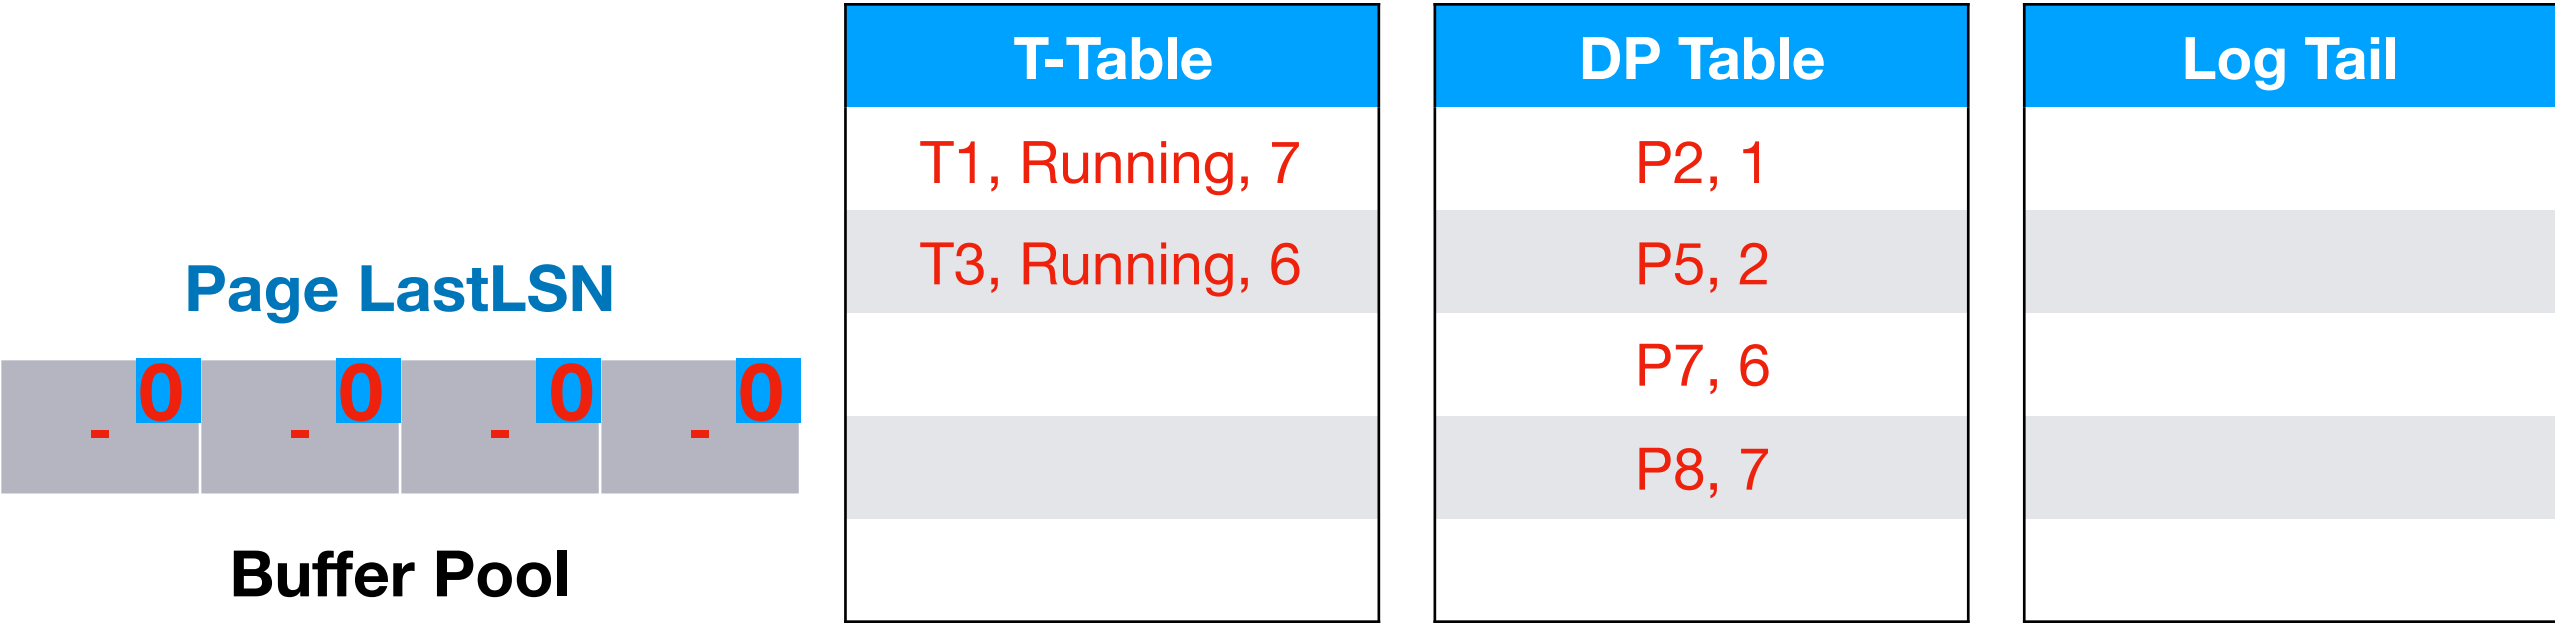 Page LastLSN
0 0 0 0
- - - -
Buffer Pool
T-Table
T1, Running, 7
T3, Running, 6
DP Table
P2, 1
P5, 2
P7, 6
P8, 7
Log Tail